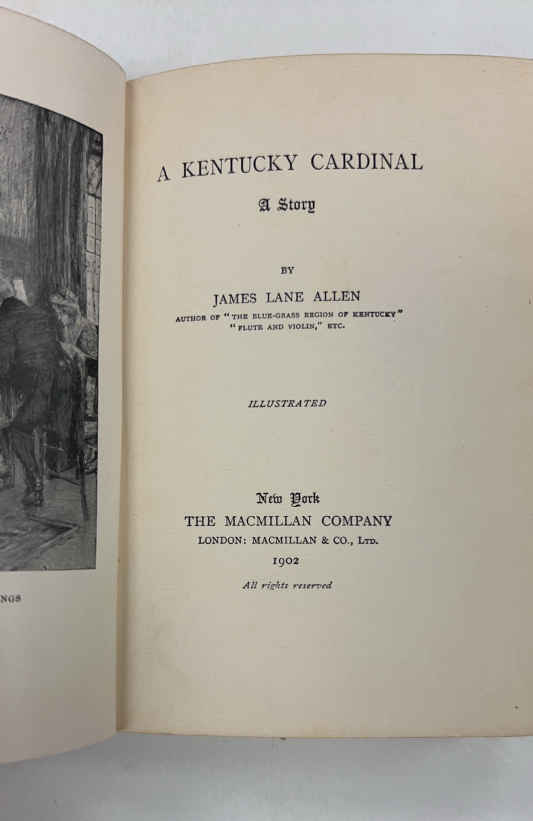 NGS
A KENTUCKY CARDINAL
A Story
BY
JAMES LANE ALLEN
AUTHOR OF "THE BLUE-GRASS REGION OF KENTUCKY"
"FLUTE AND VIOLIN," ETC.
ILLUSTRATED
New York
THE MACMILLAN COMPANY
LONDON: MACMILLAN & CO., LTD.
1902
All rights reserved